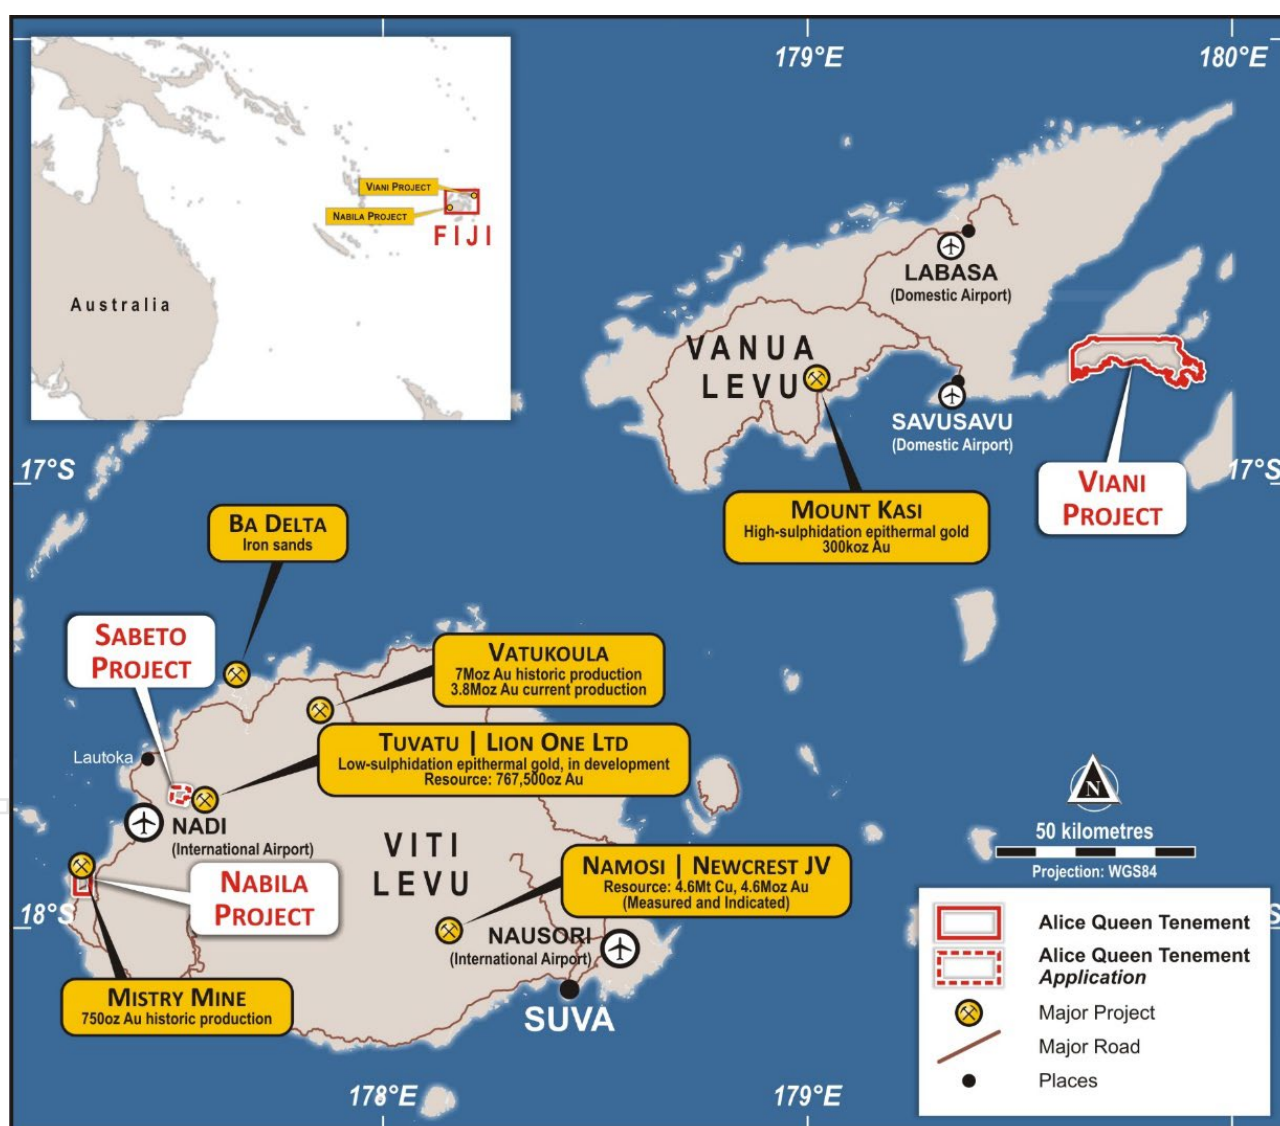 179°E
180°E
VIANI PROJECT
NABILA PROJECT
FIJI
Australia
LABASA
(Domestic Airport)
VANUA
LEVU
SAVUSAVU
(Domestic Airport)
17°S
17°S
VIANI
PROJECT
MOUNT KASI
High-sulphidation epithermal gold
300koz Au
BA DELTA
Iron sands
SABETO
PROJECT
VATUKOULA
7Moz Au historic production
3.8Moz Au current production
TUVATU | LION ONE LTD
Low-sulphidation epithermal gold, in development
Resource: 767,500oz Au
Lautoka
NADI
(International Airport)
VITI
LEVU
N
50 kilometres
Projection: WGS84
NABILA
PROJECT
NAMOSI | NEWCREST JV
Resource: 4.6Mt Cu, 4.6Moz Au
(Measured and Indicated)
18°S
NAUSORI
(International Airport)
MISTRY MINE
750oz Au historic production
SUVA
178°E
179°E
Alice Queen Tenement
Alice Queen Tenement
Application
Major Project
Major Road
Places